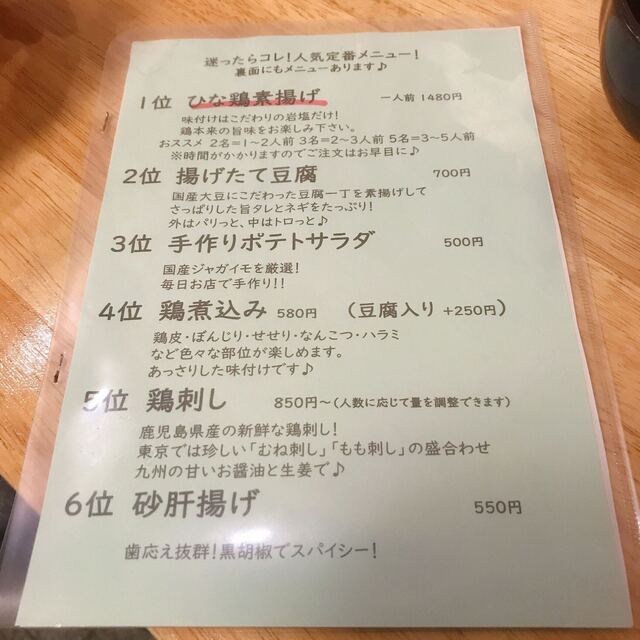 迷ったらコレ!人気定番メニュー!
裏面にもメニューあります♪
1位 ひな鶏素揚げ 一人前 1480円
味付けはこだわりの岩塩だけ!
鶏本来の旨味をお楽しみ下さい。
おススメ 2名=1~2人前 3名=2~3人前 5名=3~5人前
※時間がかかりますのでご注文はお早目に♪
2位 揚げたて豆腐 700円
国産大豆にこだわった豆腐一丁を素揚げして
さっぱりした旨タレとネギをたっぷり!
外はパリっと、中はトロっと♪
3位 手作りポテトサラダ 500円
国産ジャガイモを厳選!
毎日お店で手作り!!
4位 鶏煮込み 580円 (豆腐入り +250円)
鶏皮・ぼんじり・せせり・なんこつ・ハラミ
など色々な部位が楽しめます。
あっさりした味付けです♪
5位 鶏刺し 850円~(人数に応じて量を調整できます)
鹿児島県産の新鮮な鶏刺し!
東京では珍しい「むね刺し」「もも刺し」の盛合わせ
九州の甘いお醤油と生姜で♪
6位 砂肝揚げ 550円
歯応え抜群!黒胡椒でスパイシー!